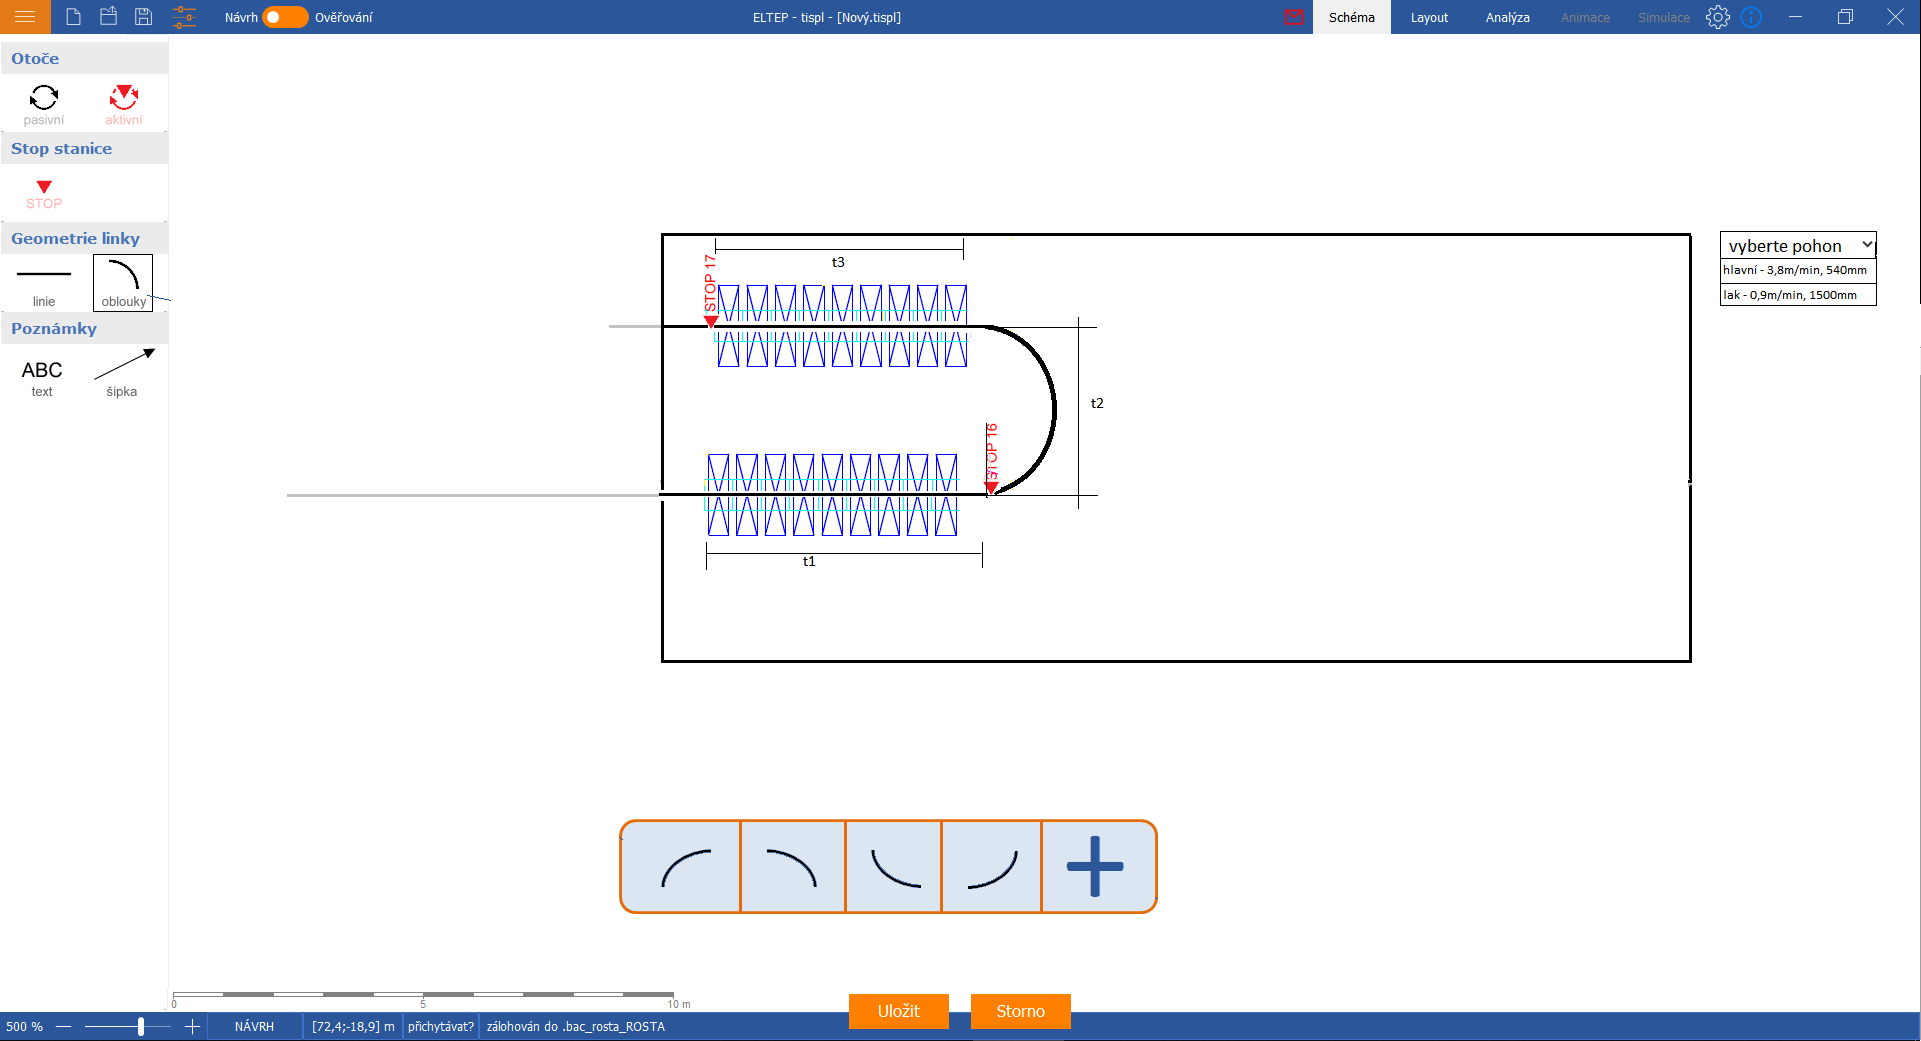 Návrh
Ověřování
ELTEP - tispl - [Nový.tispl]
Schéma
Layout
Analýza
Animace
Simulace
Otoče
pasivní
aktivní
Stop stanice
STOP
Geometrie linky
linie
oblouky
Poznámky
ABC
text
šipka
t3
STOP 17
t2
STOP 16
t1
vyberte pohon
hlavní - 3,8m/min, 540mm
lak - 0,9m/min, 1500mm
0
5
10 m
Uložit
Storno
500 %
NÁVRH
[72,4;-18,9] m
přichytávat?
zálohován do .bac_rosta_ROSTA